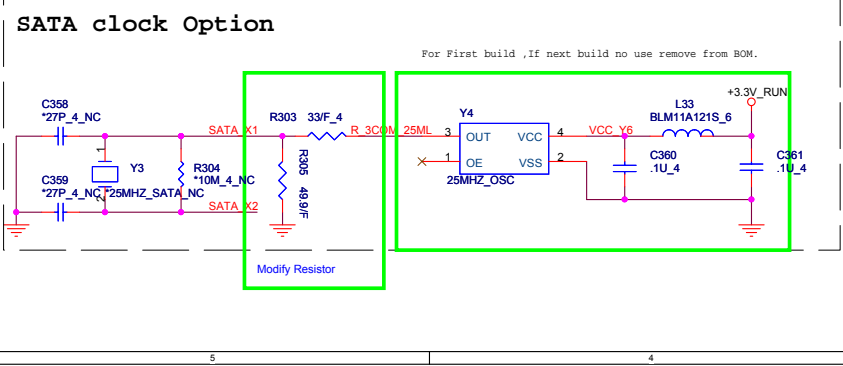 SATA clock Option
For First build ,If next build no use remove from BOM.
+3.3V_RUN
C358
*27P_4_NC
R303 33/F_4
Y4
L33
BLM11A121S_6
SATA_X1
R_3COM_25ML
3 OUT VCC 4
VCC_Y6
1
Y3
R304
*10M_4_NC
R305 49.9/F
1 OE VSS 2
25MHZ_OSC
C360
.1U_4
C361
.1U_4
C359
*27P_4_NC
2
*25MHZ_SATA_NC
SATA_X2
Modify Resistor
5
4